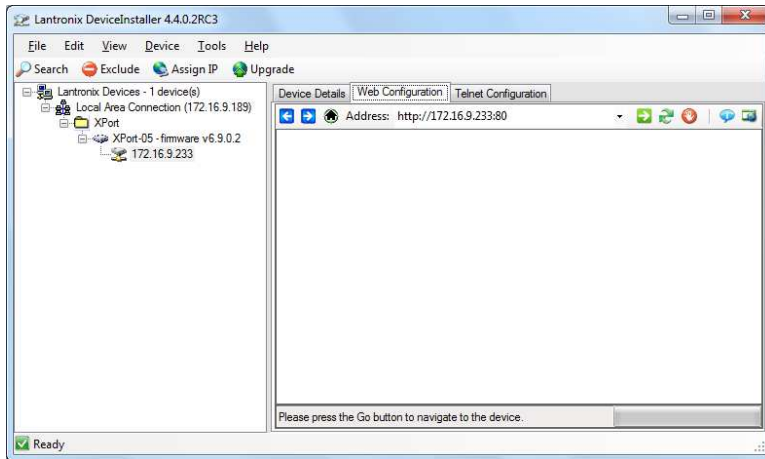 Lantronix DeviceInstaller 4.4.0.2RC3
File Edit View Device Tools Help
Search Exclude Assign IP Upgrade
Lantronix Devices - 1 device(s)
Local Area Connection (172.16.9.189)
XPort
XPort-05 - firmware v6.9.0.2
172.16.9.233
Device Details Web Configuration Telnet Configuration
Address: http://172.16.9.233:80
Please press the Go button to navigate to the device.
Ready